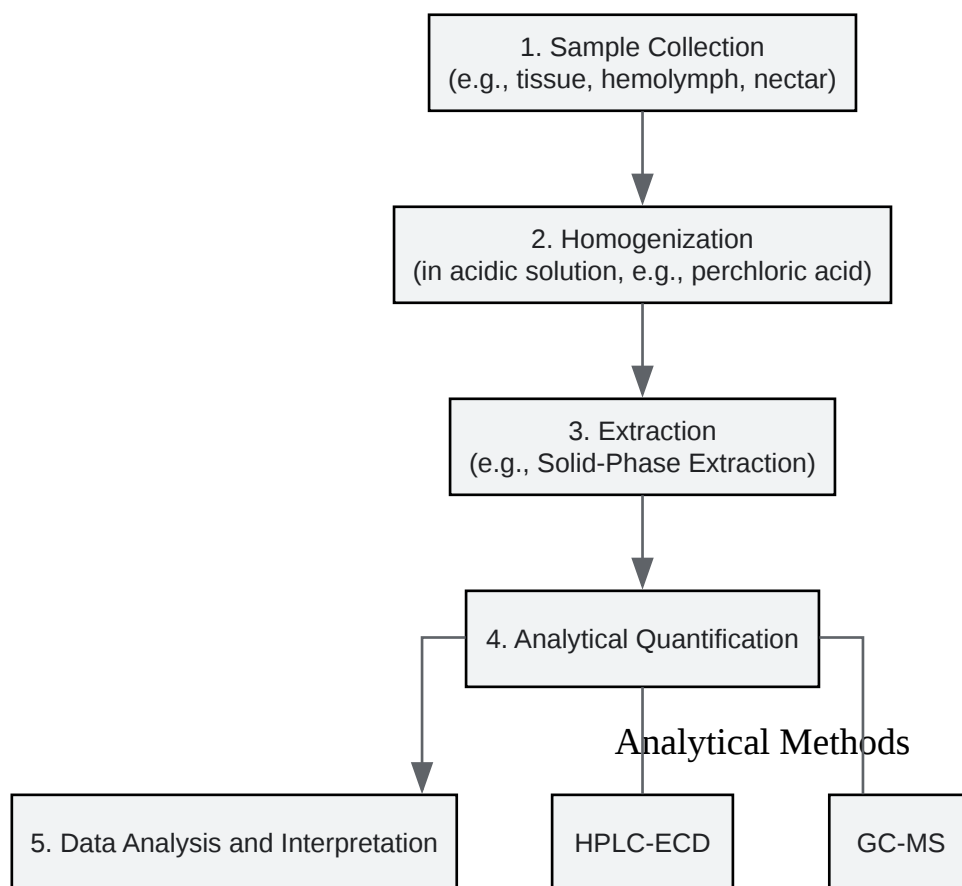 1. Sample Collection
(e.g., tissue, hemolymph, nectar)
2. Homogenization
(in acidic solution, e.g., perchloric acid)
3. Extraction
(e.g., Solid-Phase Extraction)
4. Analytical Quantification
Analytical Methods
5. Data Analysis and Interpretation
HPLC-ECD
GC-MS